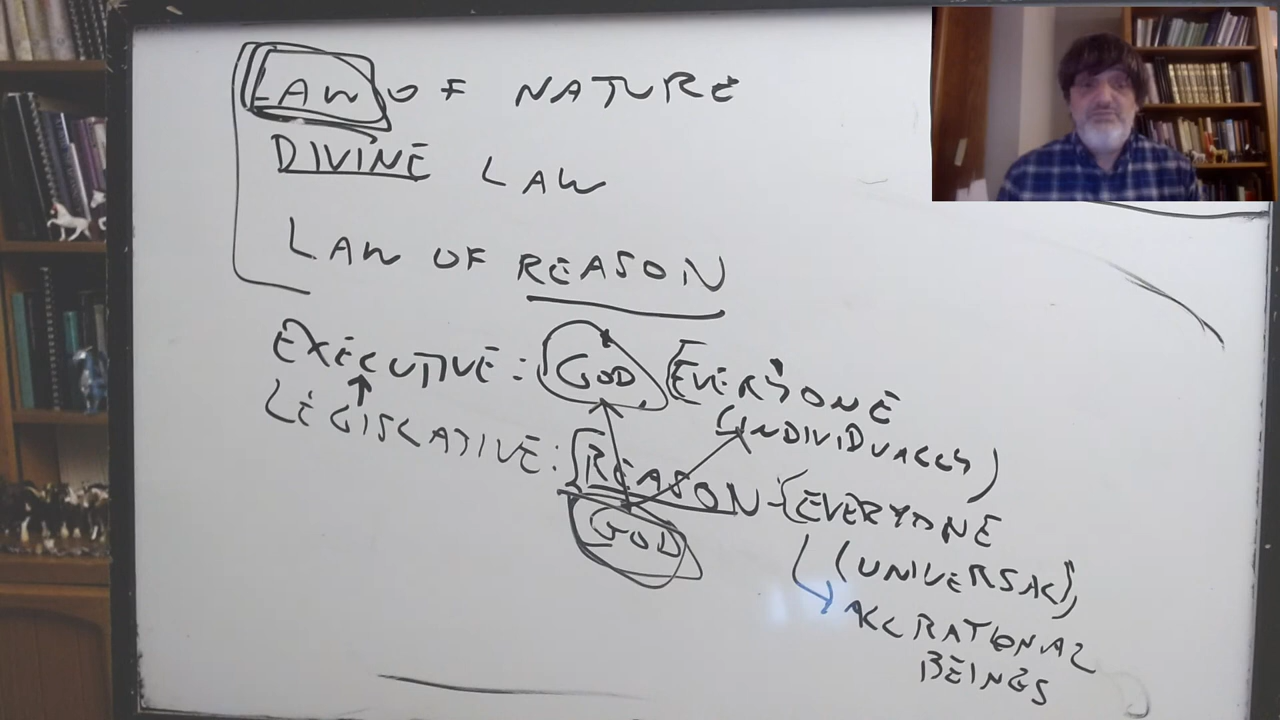 LAW OF NATURE
DIVINE LAW
LAW OF REASON
EXECUTIVE: GOD EVERYONE
(INDIVIDUALLY)
LEGISLATIVE: REASON - EVERYONE
GOD
(UNIVERSAL)
ALL RATIONAL
BEINGS